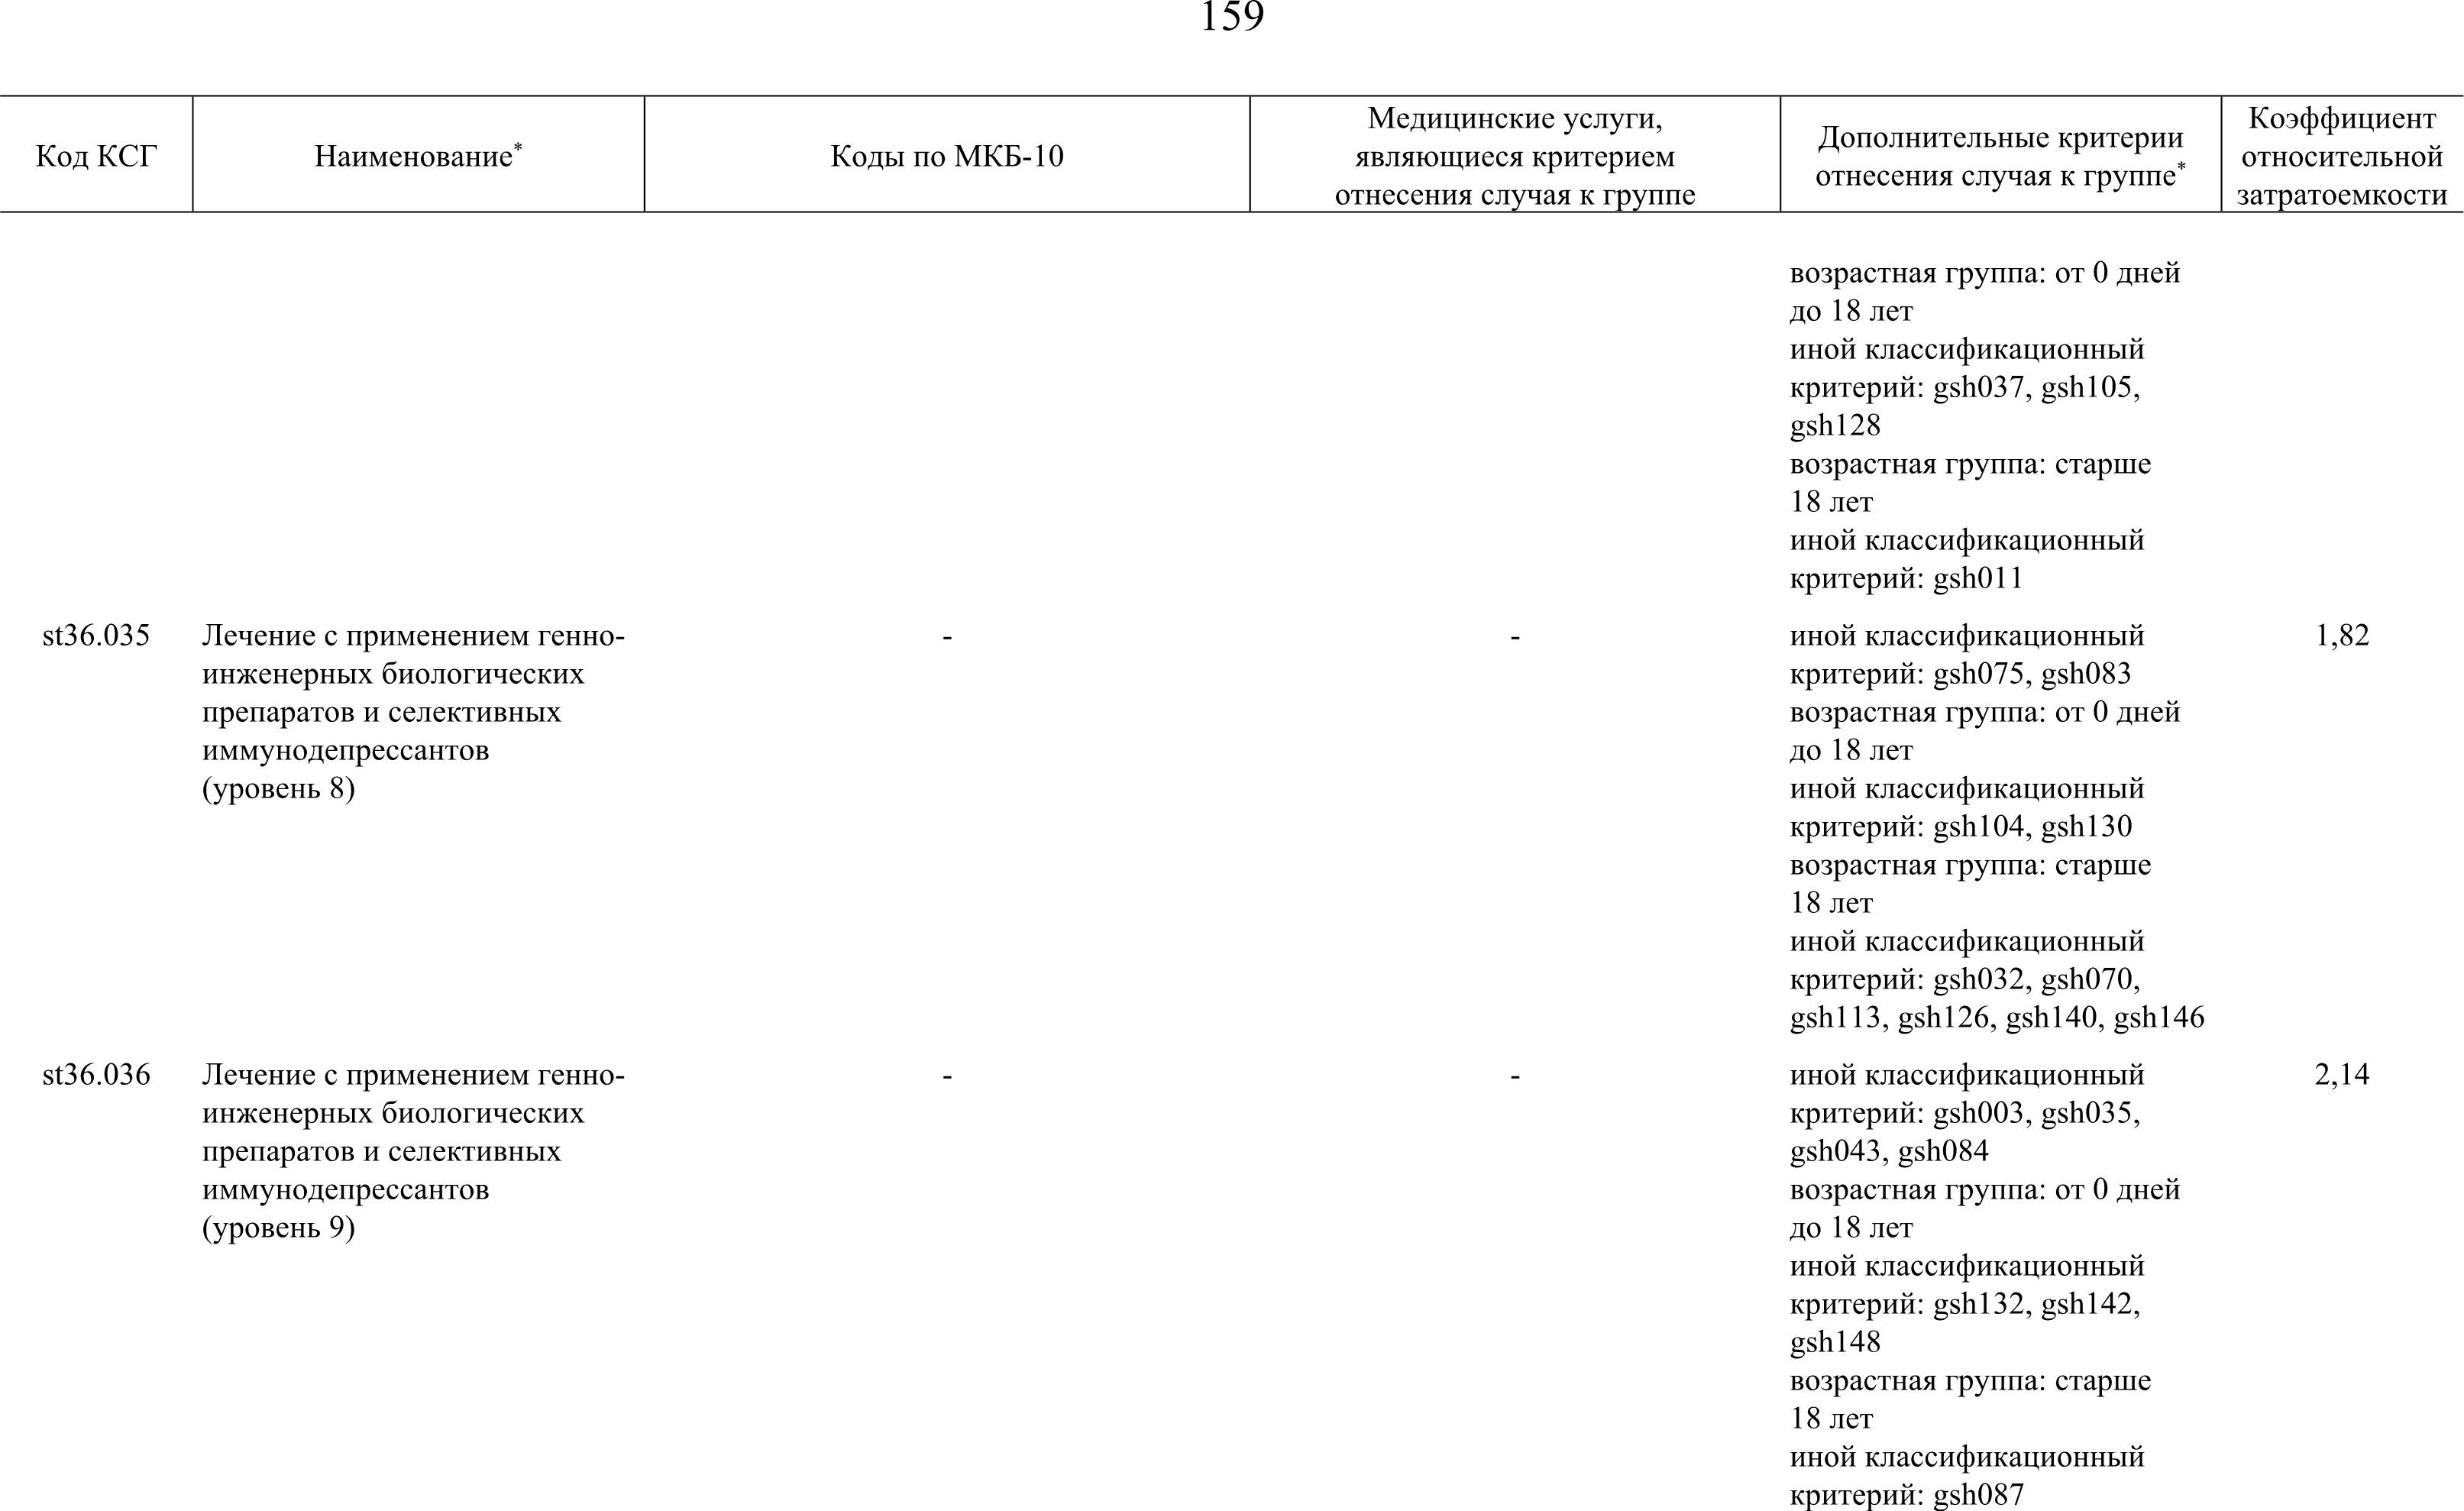 159
Код КСГ
Наименование*
Коды по МКБ-10
Медицинские услуги,
являющиеся критерием
отнесения случая к группе
Дополнительные критерии
отнесения случая к группе*
Коэффициент
относительной
затратоемкости
возрастная группа: от 0 дней
до 18 лет
иной классификационный
критерий: gsh037, gsh105,
gsh128
возрастная группа: старше
18 лет
иной классификационный
критерий: gsh011
st36.035
Лечение с применением генно-
инженерных биологических
препаратов и селективных
иммунодепрессантов
(уровень 8)
-
-
иной классификационный
критерий: gsh075, gsh083
возрастная группа: от 0 дней
до 18 лет
иной классификационный
критерий: gsh104, gsh130
возрастная группа: старше
18 лет
иной классификационный
критерий: gsh032, gsh070,
gsh113, gsh126, gsh140, gsh146
1,82
st36.036
Лечение с применением генно-
инженерных биологических
препаратов и селективных
иммунодепрессантов
(уровень 9)
-
-
иной классификационный
критерий: gsh003, gsh035,
gsh043, gsh084
возрастная группа: от 0 дней
до 18 лет
иной классификационный
критерий: gsh132, gsh142,
gsh148
возрастная группа: старше
18 лет
иной классификационный
критерий: gsh087
2,14